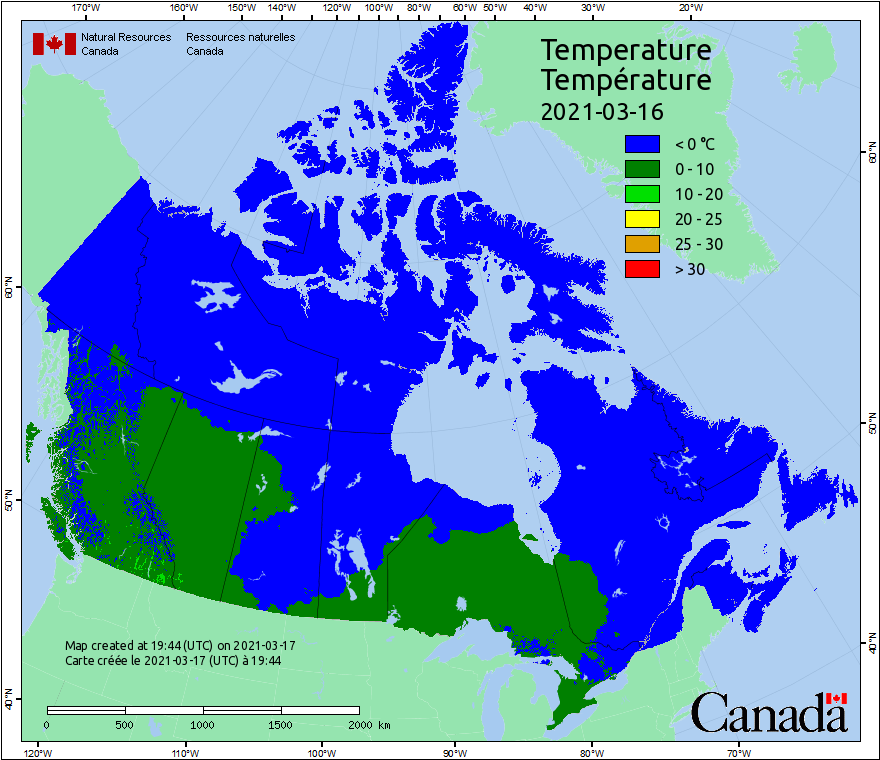 170°W 160°W 150°W 140°W 130°W 120°W 110°W 100°W 90°W 80°W 60°W 50°W 40°W 30°W 20°W
Natural Resources Ressources naturelles
Canada Canada
Temperature
Température
2021-03-16
< 0 °C
0 - 10
10 - 20
20 - 25
25 - 30
> 30
60°N
60°N
50°N
50°N
40°N
40°N
Map created at 19:44 (UTC) on 2021-03-17
Carte créée le 2021-03-17 (UTC) à 19:44
0 500 1000 1500 2000 km
Canada
120°W 110°W 100°W 90°W 80°W 70°W